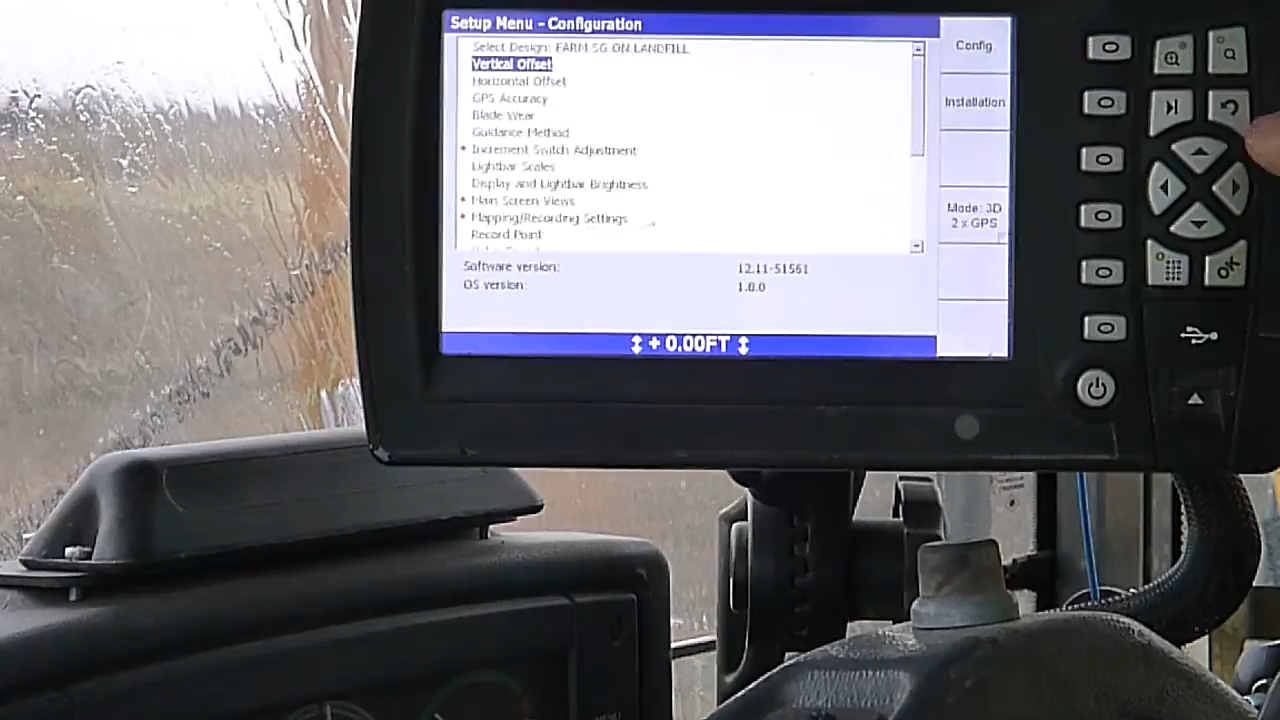 Setup Menu - Configuration
Select Design: FARM SG ON LANDFILL
Vertical Offset
Horizontal Offset
GPS Accuracy
Blade Wear
Guidance Method
Increment Switch Adjustment
Lightbar Scales
Display and Lightbar Brightness
Main Screen Views
Mapping/Recording Settings
Record Point
Software version: 12.11-51561
OS version: 1.8.0
+ 0.00FT
Config.
Installation
Mode: 3D
2 x GPS
OK